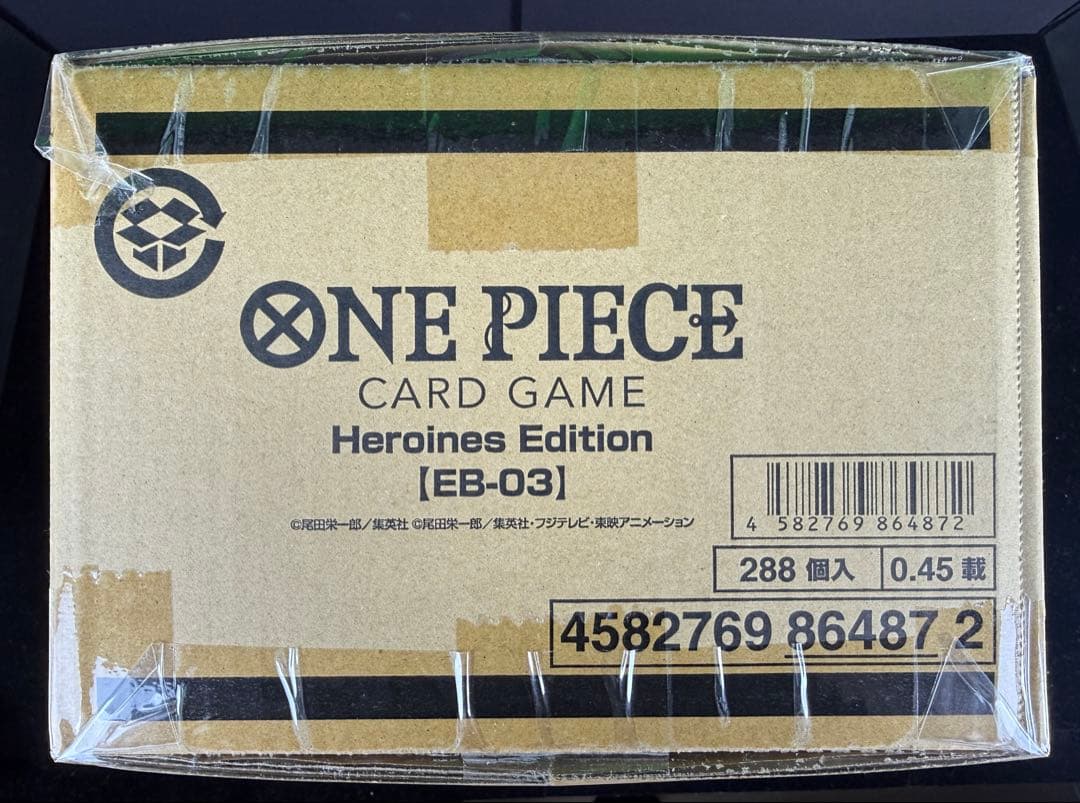 ONE PIECE
CARD GAME
Heroines Edition
【EB-03】
©尾田栄一郎／集英社 ©尾田栄一郎／集英社・フジテレビ・東映アニメーション
4 582769 864872
288 個入 0.45 載
4582769 86487 2